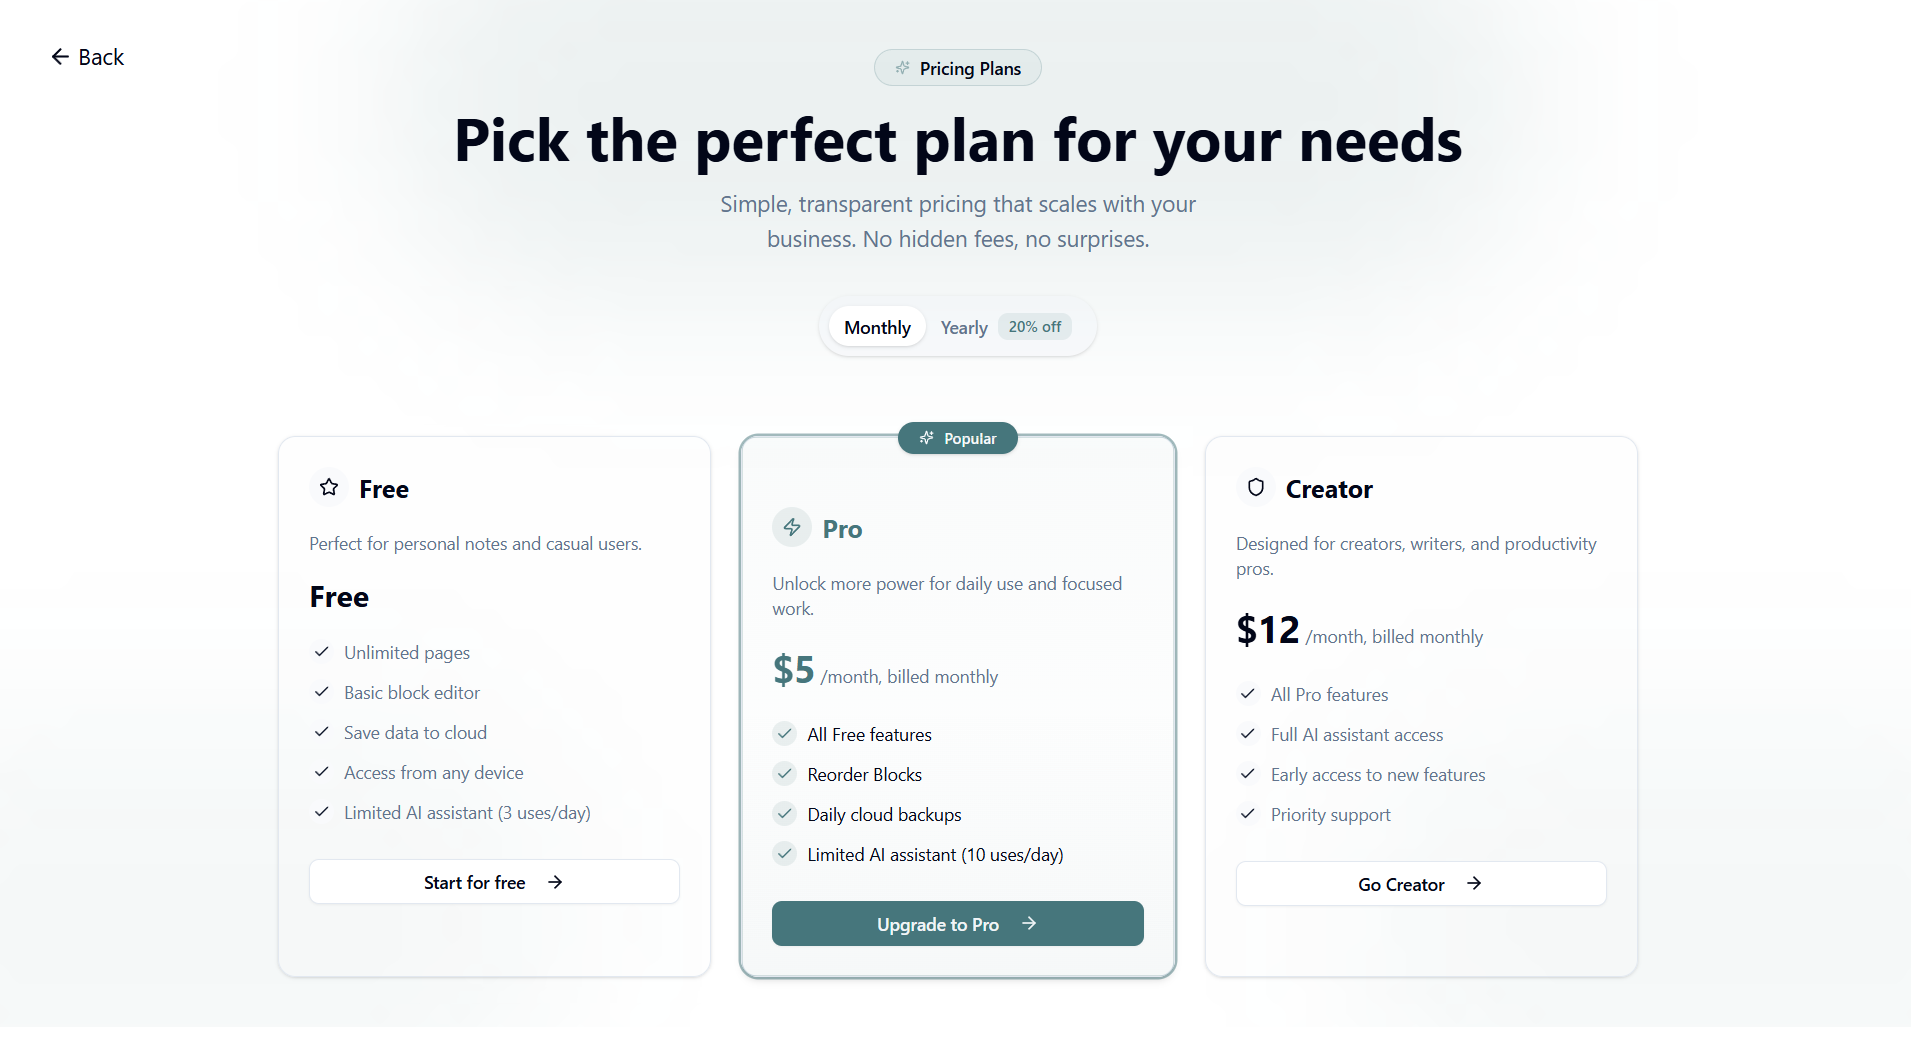 Back
Pricing Plans
Pick the perfect plan for your needs
Simple, transparent pricing that scales with your
business. No hidden fees, no surprises.
Monthly Yearly 20% off
Free
Perfect for personal notes and casual users.
Free
Unlimited pages
Basic block editor
Save data to cloud
Access from any device
Limited AI assistant (3 uses/day)
Start for free
Popular
Pro
Unlock more power for daily use and focused
work.
$5 /month, billed monthly
All Free features
Reorder Blocks
Daily cloud backups
Limited AI assistant (10 uses/day)
Upgrade to Pro
Creator
Designed for creators, writers, and productivity
pros.
$12 /month, billed monthly
All Pro features
Full AI assistant access
Early access to new features
Priority support
Go Creator